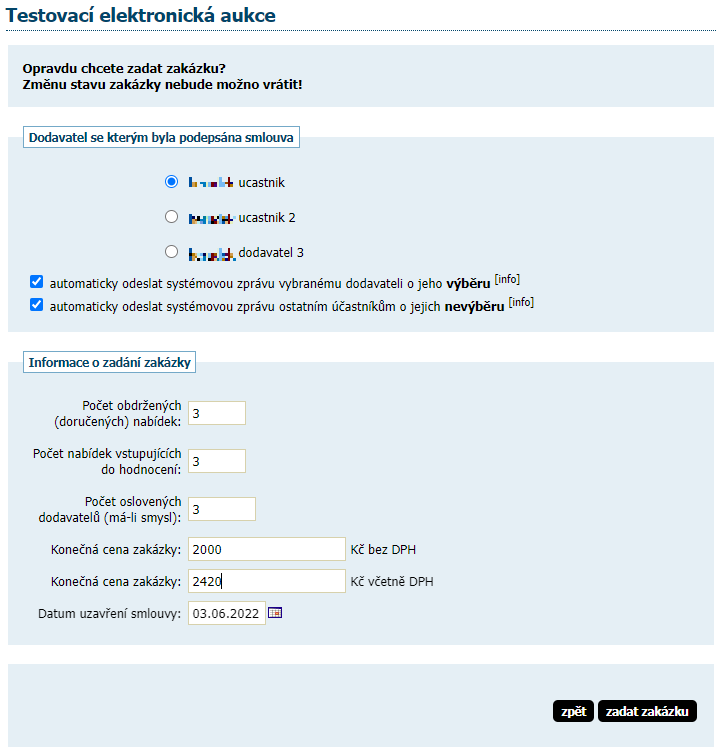 Testovací elektronická aukce
Opravdu chcete zadat zakázku?
Změnu stavu zakázky nebude možno vrátit!
Dodavatel se kterým byla podepsána smlouva
ucastnik
ucastnik 2
dodavatel 3
automaticky odeslat systémovou zprávu vybranému dodavateli o jeho výběru [info]
automaticky odeslat systémovou zprávu ostatním účastníkům o jejich nevýběru [info]
Informace o zadání zakázky
Počet obdržených
(doručených) nabídek: 3
Počet nabídek vstupujících
do hodnocení: 3
Počet oslovených
dodavatelů (má-li smysl): 3
Konečná cena zakázky: 2000 Kč bez DPH
Konečná cena zakázky: 2420 Kč včetně DPH
Datum uzavření smlouvy: 03.06.2022
zpět zadat zakázku